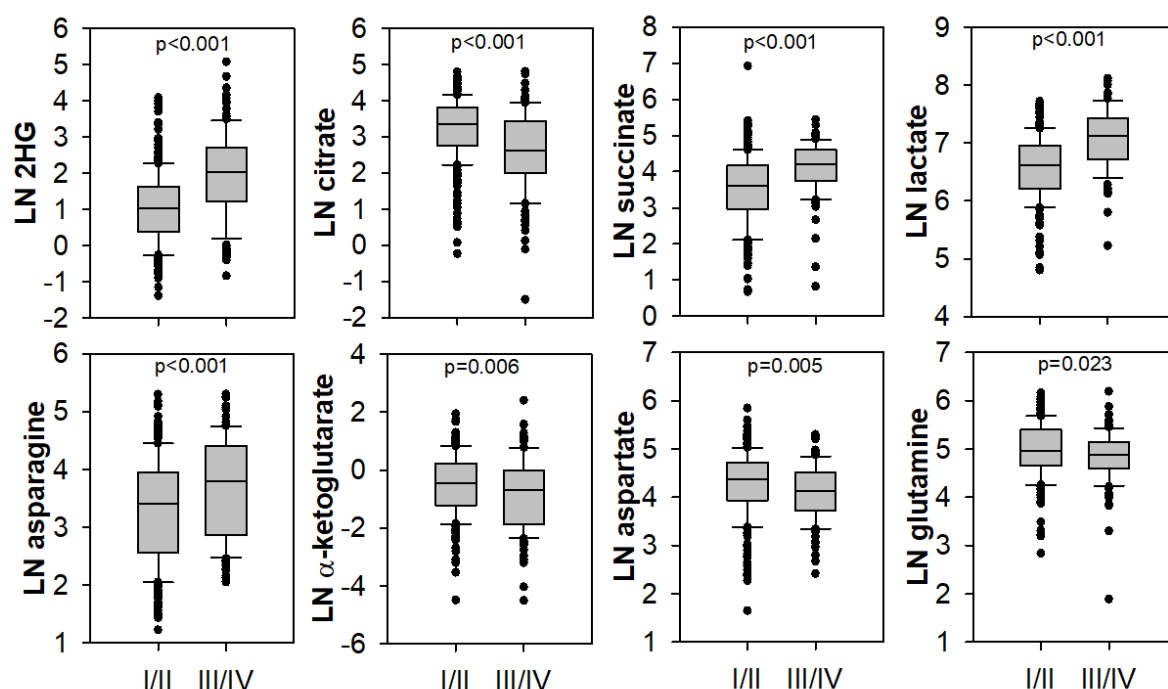 LN 2HG
6
5
4
3
2
1
0
-1
-2
p<0.001
LN citrate
6
5
4
3
2
1
0
-1
-2
p<0.001
LN succinate
8
7
6
5
4
3
2
1
0
p<0.001
LN lactate
9
8
7
6
5
4
p<0.001
LN asparagine
6
5
4
3
2
1
p<0.001
I/II III/IV
LN α-ketoglutarate
4
2
0
-2
-4
-6
p=0.006
I/II III/IV
LN aspartate
7
6
5
4
3
2
1
p=0.005
I/II III/IV
LN glutamine
7
6
5
4
3
2
1
p=0.023
I/II III/IV